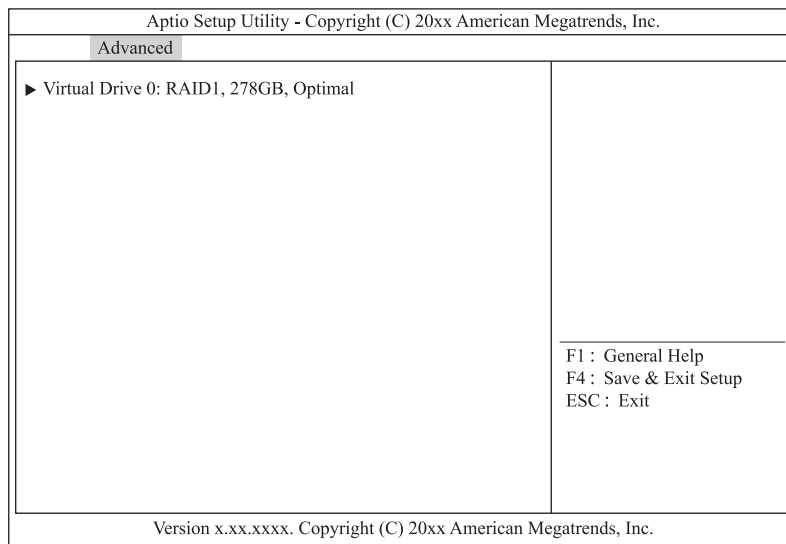 Aptio Setup Utility - Copyright (C) 20xx American Megatrends, Inc.
Advanced
▶ Virtual Drive 0: RAID1, 278GB, Optimal
F1 : General Help
F4 : Save & Exit Setup
ESC : Exit
Version x.xx.xxxx. Copyright (C) 20xx American Megatrends, Inc.